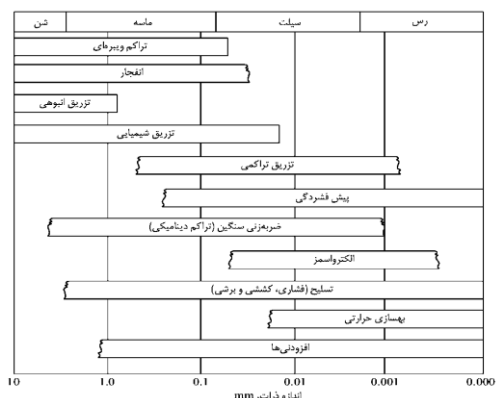 شن ماسه سیلت رس
تراکم ویبره‌ای
انفجار
تزریق انبوهی
تزریق شیمیایی
تزریق تراکمی
پیش فشردگی
ضربه‌زنی سنگین (تراکم دینامیکی)
الکترواسمز
تسلیح (فشاری، کششی و برشی)
بهسازی حرارتی
افزودنی‌ها
10 1.0 0.1 0.01 0.001 0.000
اندازه ذرات، mm